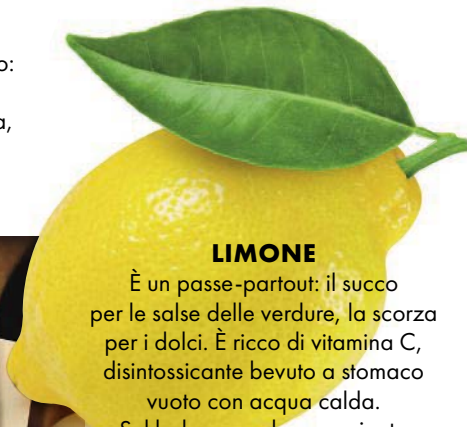 o:
a,
LIMONE
È un passe-partout: il succo
per le salse delle verdure, la scorza
per i dolci. È ricco di vitamina C,
disintossicante bevuto a stomaco
vuoto con acqua calda.